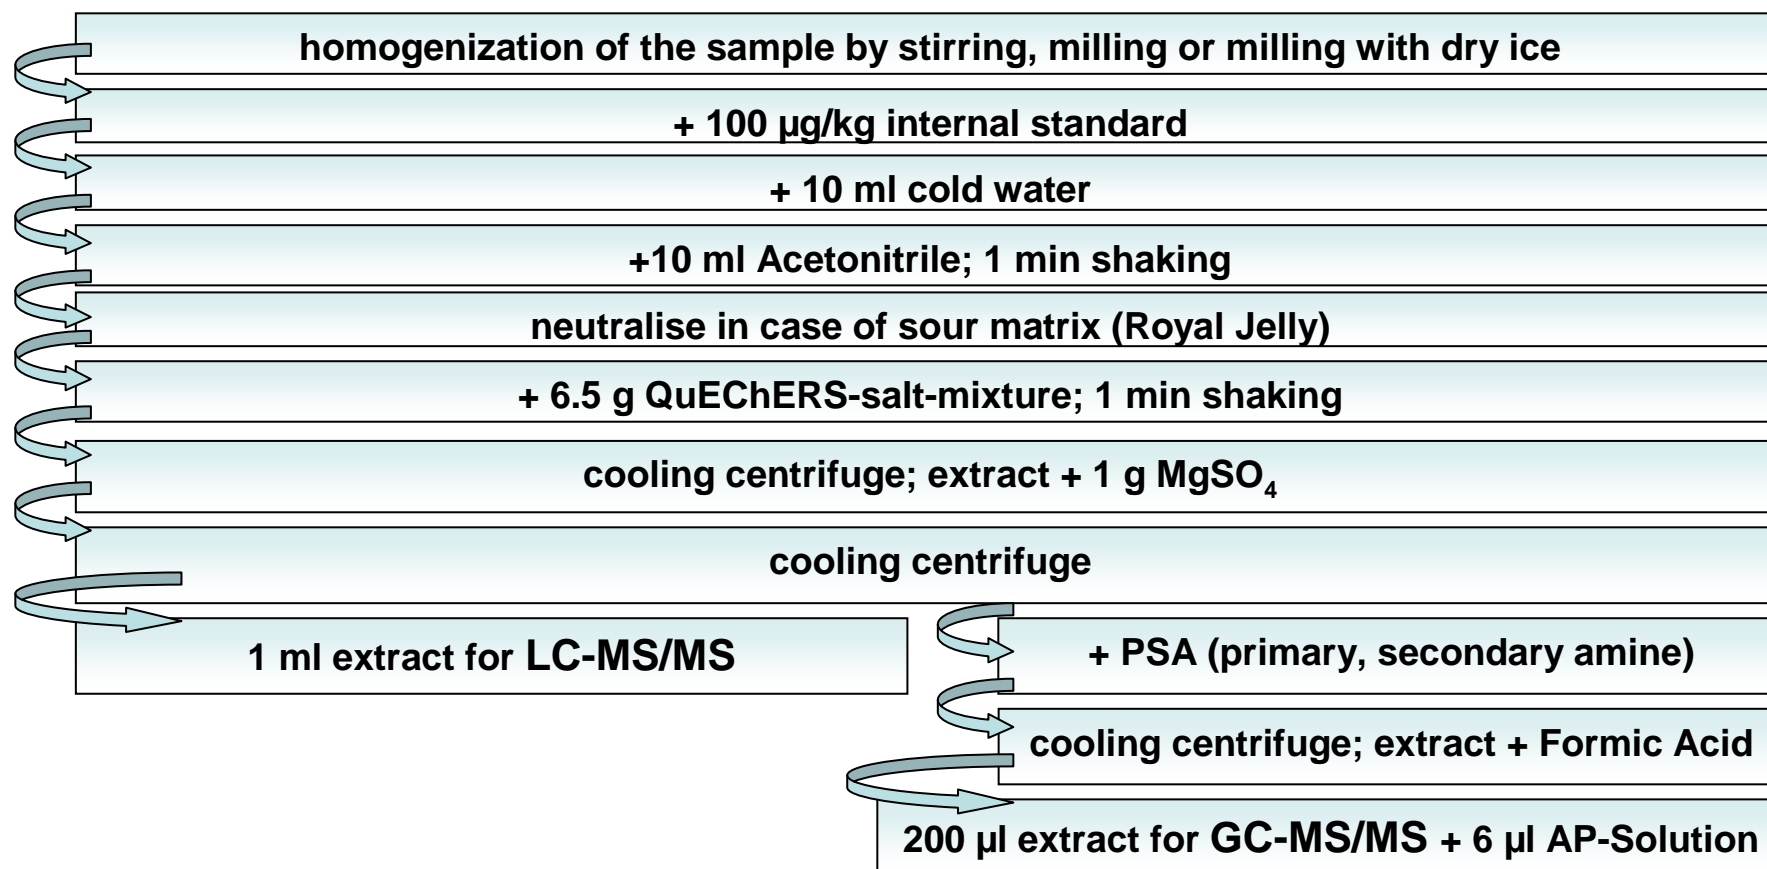 homogenization of the sample by stirring, milling or milling with dry ice
+ 100 µg/kg internal standard
+ 10 ml cold water
+10 ml Acetonitrile; 1 min shaking
neutralise in case of sour matrix (Royal Jelly)
+ 6.5 g QuEChERS-salt-mixture; 1 min shaking
cooling centrifuge; extract + 1 g MgSO₄
cooling centrifuge
1 ml extract for LC-MS/MS
+ PSA (primary, secondary amine)
cooling centrifuge; extract + Formic Acid
200 µl extract for GC-MS/MS + 6 µl AP-Solution